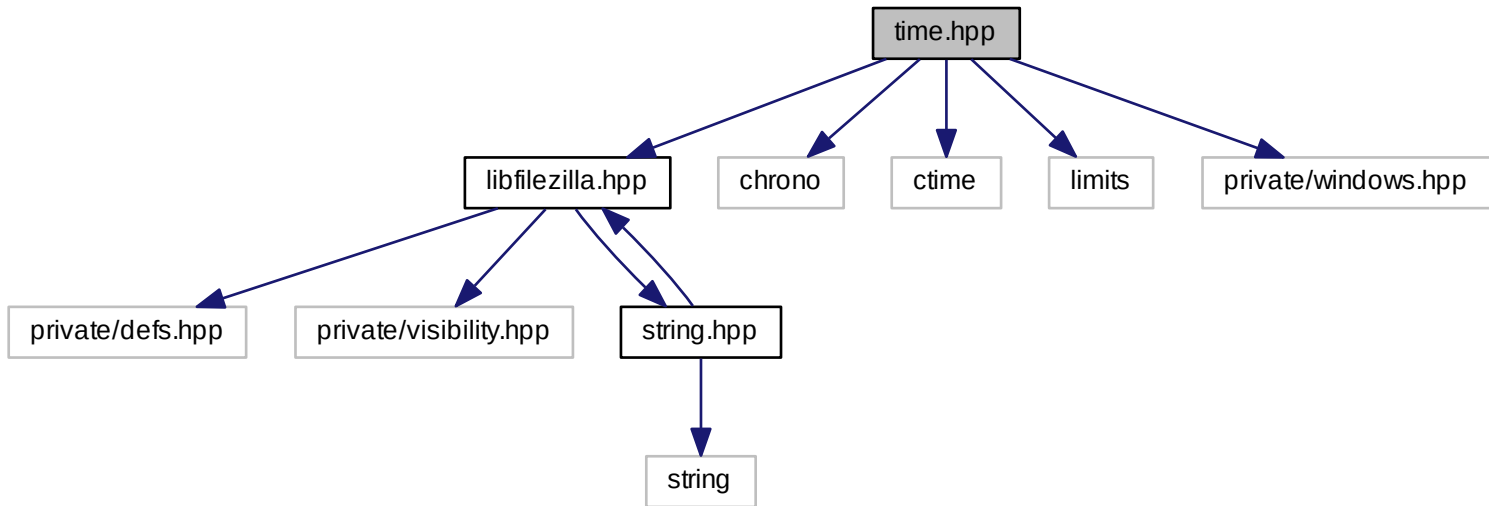 time.hpp
libfilezilla.hpp
chrono
ctime
limits
private/windows.hpp
private/defs.hpp
private/visibility.hpp
string.hpp
string